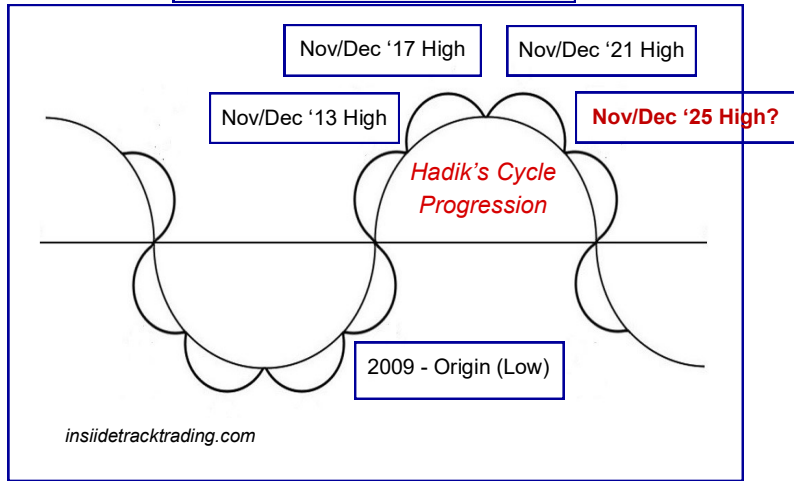 Nov/Dec ‘17 High
Nov/Dec ‘21 High
Nov/Dec ‘13 High
Nov/Dec ‘25 High?
Hadik’s Cycle
Progression
2009 - Origin (Low)
insiidetracktrading.com